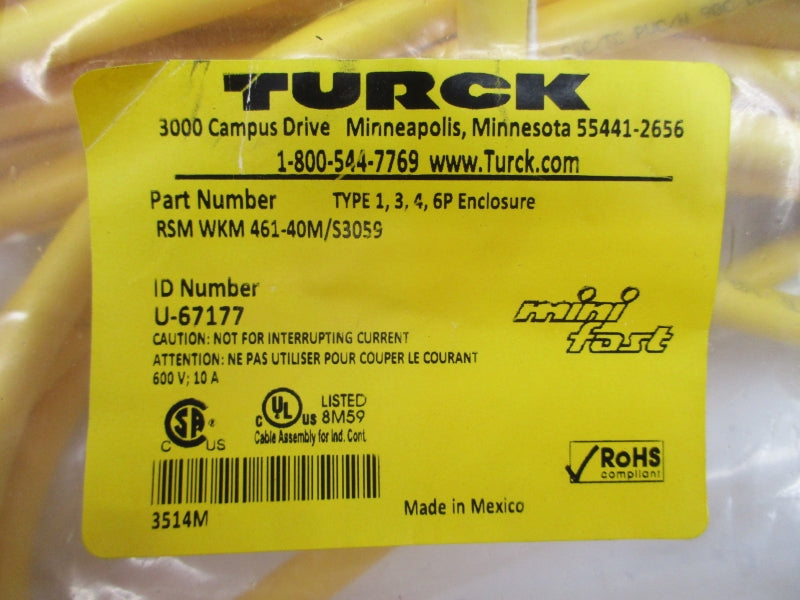 TURCK
3000 Campus Drive Minneapolis, Minnesota 55441-2656
1-800-544-7769 www.Turck.com
Part Number TYPE 1, 3, 4, 6P Enclosure
RSM WKM 461-40M/S3059
ID Number
U-67177
mini
fast
CAUTION: NOT FOR INTERRUPTING CURRENT
ATTENTION: NE PAS UTILISER POUR COUPER LE COURANT
600 V; 10 A
C SA ® US
C UL US LISTED
8M59
Cable Assembly for Ind. Cont.
RoHS
compliant
3514M
Made in Mexico